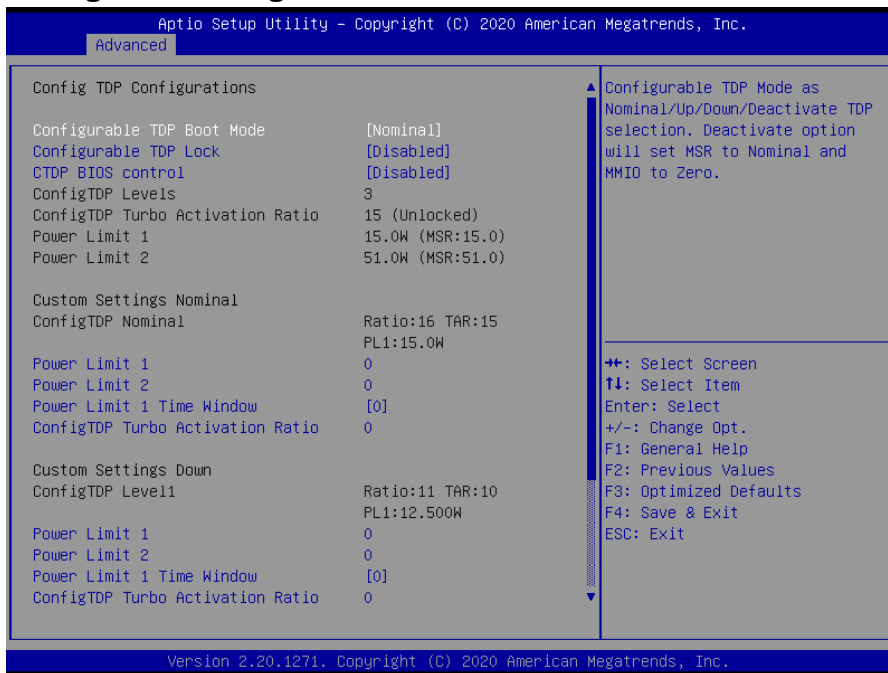 Aptio Setup Utility – Copyright (C) 2020 American Megatrends, Inc.
Advanced
Config TDP Configurations
Configurable TDP Boot Mode [Nominal]
Configurable TDP Lock [Disabled]
CTDP BIOS control [Disabled]
ConfigTDP Levels 3
ConfigTDP Turbo Activation Ratio 15 (Unlocked)
Power Limit 1 15.0W (MSR:15.0)
Power Limit 2 51.0W (MSR:51.0)
Custom Settings Nominal
ConfigTDP Nominal Ratio:16 TAR:15
PL1:15.0W
Power Limit 1 0
Power Limit 2 0
Power Limit 1 Time Window [0]
ConfigTDP Turbo Activation Ratio 0
Custom Settings Down
ConfigTDP Level1 Ratio:11 TAR:10
PL1:12.500W
Power Limit 1 0
Power Limit 2 0
Power Limit 1 Time Window [0]
ConfigTDP Turbo Activation Ratio 0
Configurable TDP Mode as
Nominal/Up/Down/Deactivate TDP
selection. Deactivate option
will set MSR to Nominal and
MMIO to Zero.
→←: Select Screen
↑↓: Select Item
Enter: Select
+/-: Change Opt.
F1: General Help
F2: Previous Values
F3: Optimized Defaults
F4: Save & Exit
ESC: Exit
Version 2.20.1271. Copyright (C) 2020 American Megatrends, Inc.